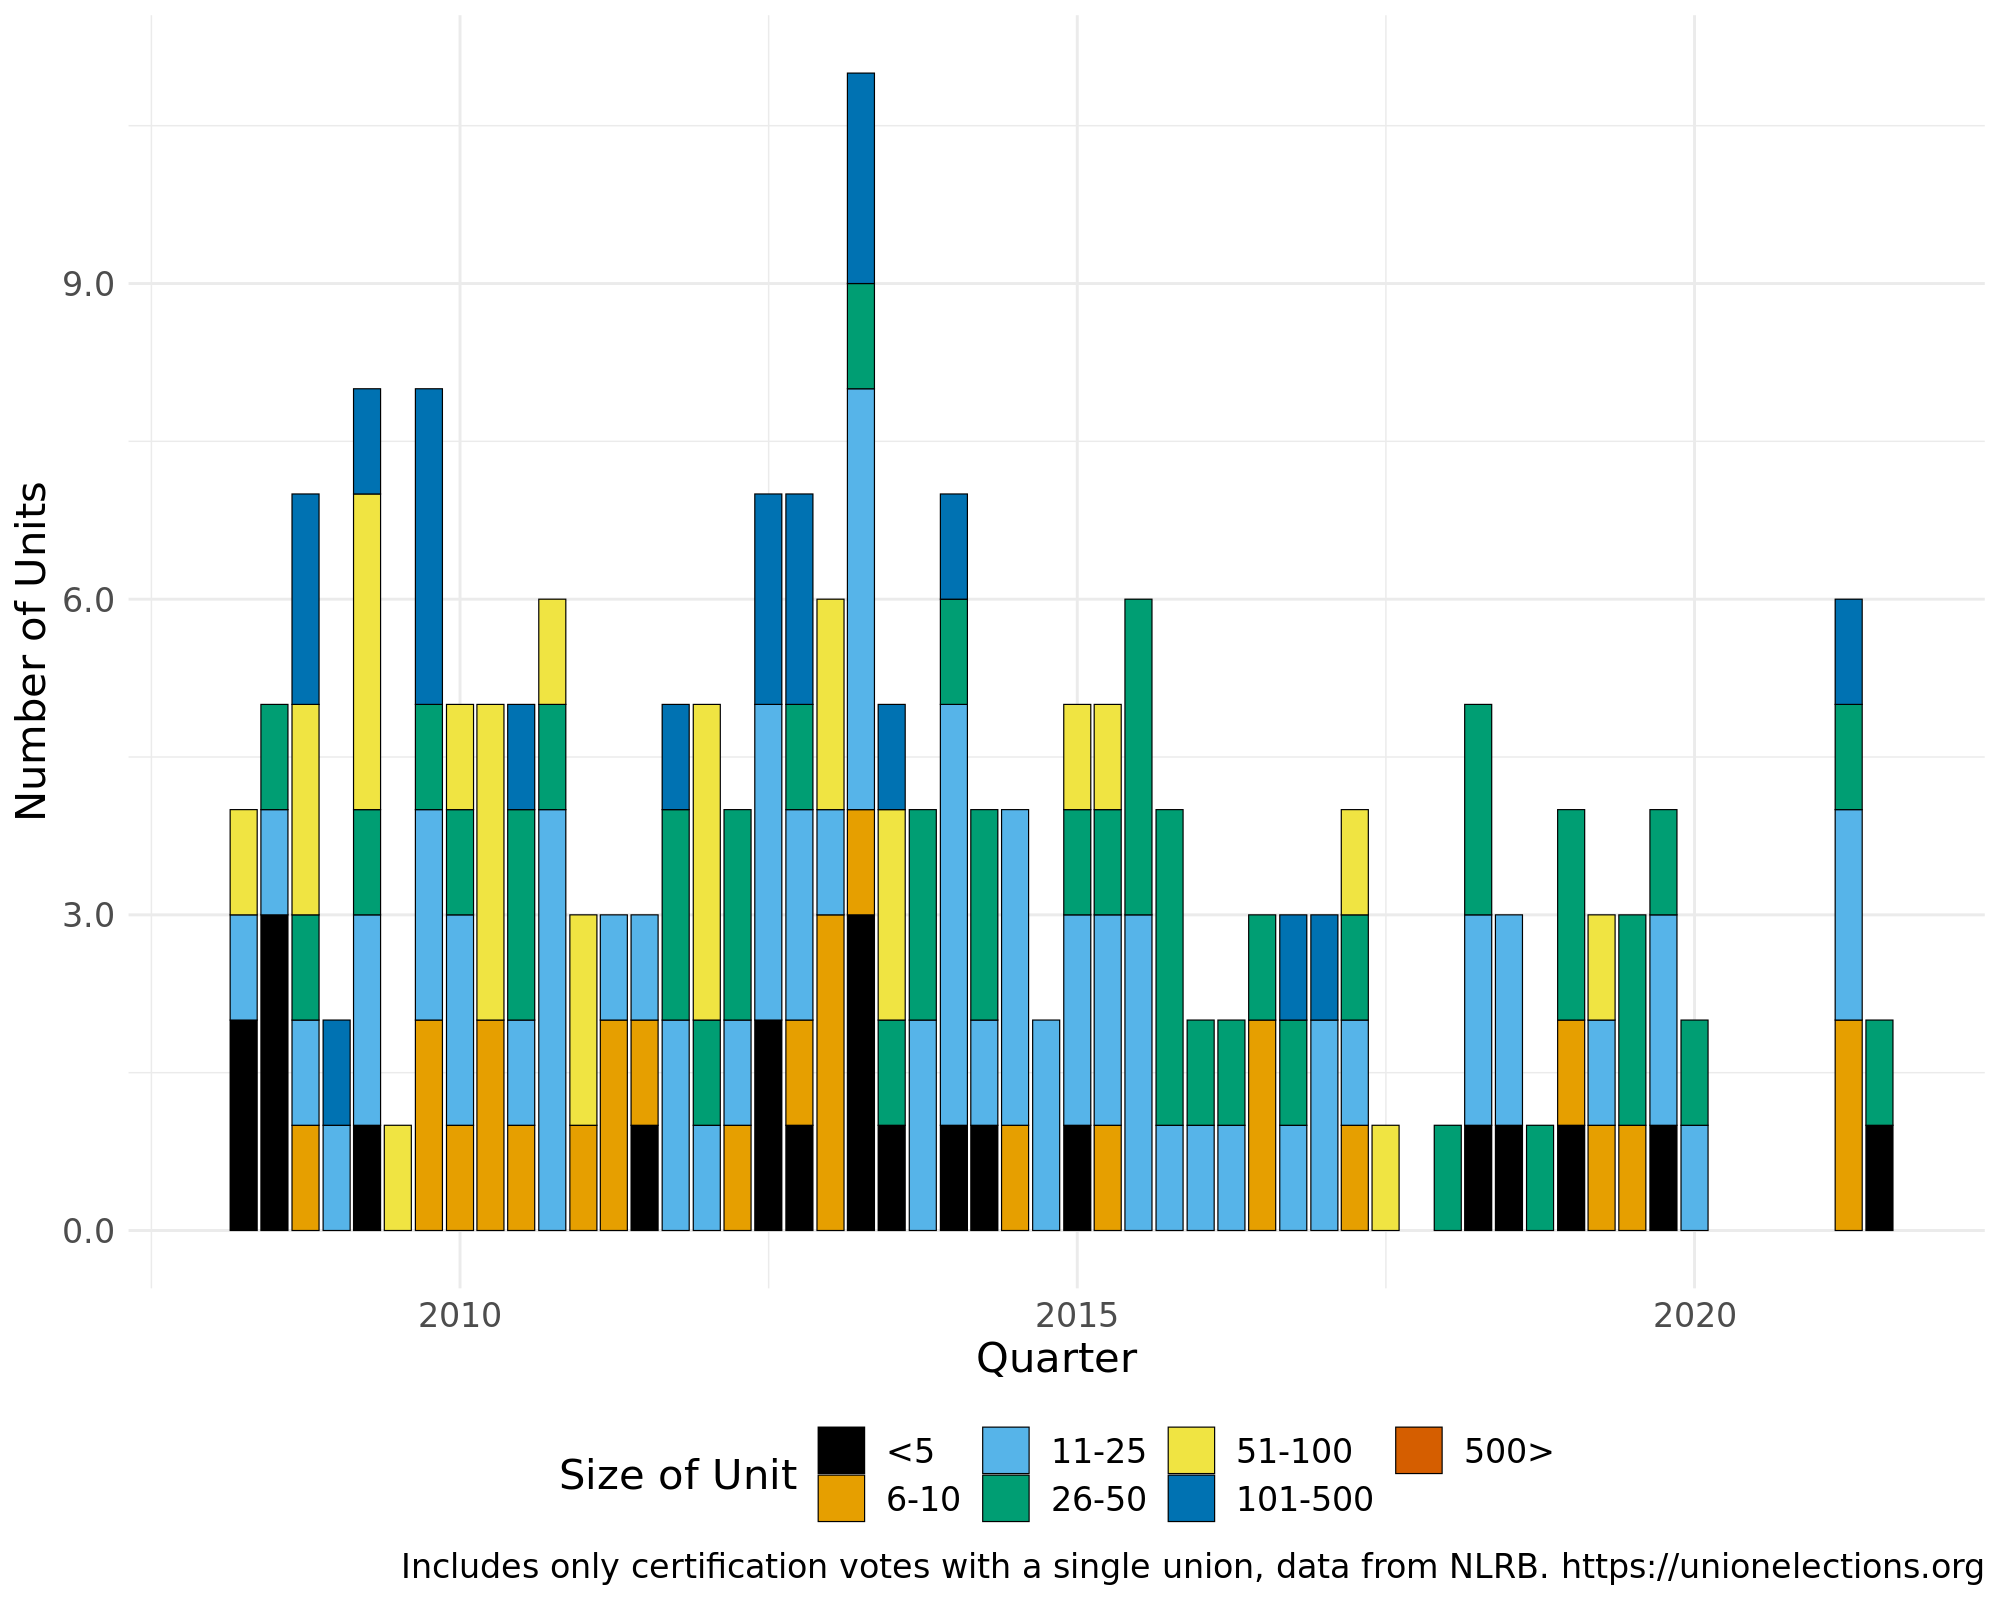 9.0
6.0
3.0
0.0
Number of Units
2010 2015 2020
Quarter
Size of Unit
<5 11-25 51-100 500>
6-10 26-50 101-500
Includes only certification votes with a single union, data from NLRB. https://unionelections.org